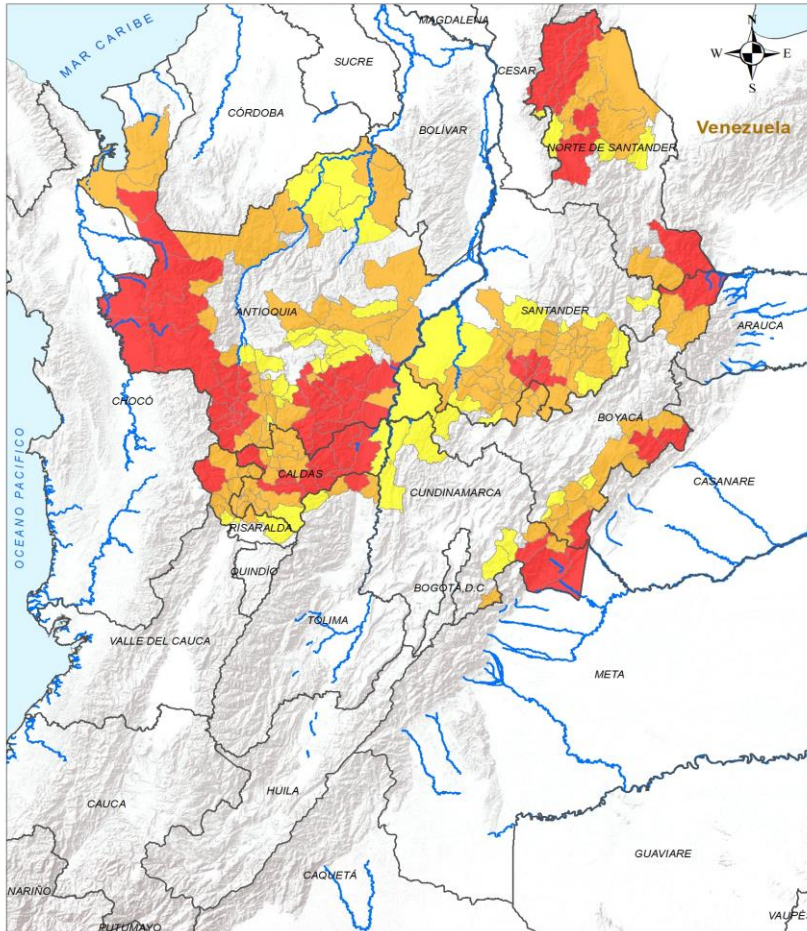 MAGDALENA
MAR CARIBE
N
W E
S
SUCRE
CESAR
CÓRDOBA
BOLÍVAR
Venezuela
NORTE DE SANTANDER
ANTIOQUIA
SANTANDER
ARAUCA
CHOCÓ
BOYACÁ
CALDAS
CASANARE
CUNDINAMARCA
OCEANO PACIFICO
RISARALDA
QUINDÍO
BOGOTÁ D.C
TOLIMA
VALLE DEL CAUCA
META
HUILA
CAUCA
GUAVIARE
CAQUETÁ
NARIÑO
PUTUMAYO
VAUPÉS